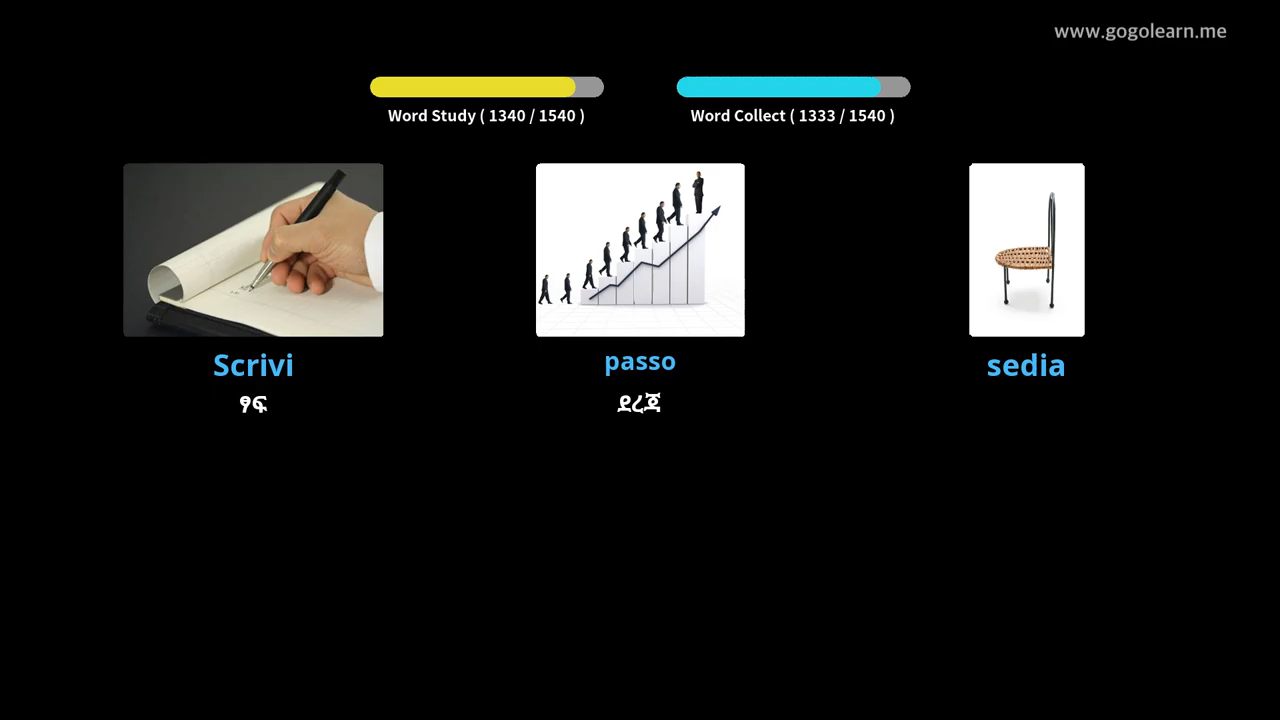 www.gogolearn.me
Word Study ( 1340 / 1540 )
Word Collect ( 1333 / 1540 )
Scrivi
passo
sedia
ፃፍ
ደረጃ